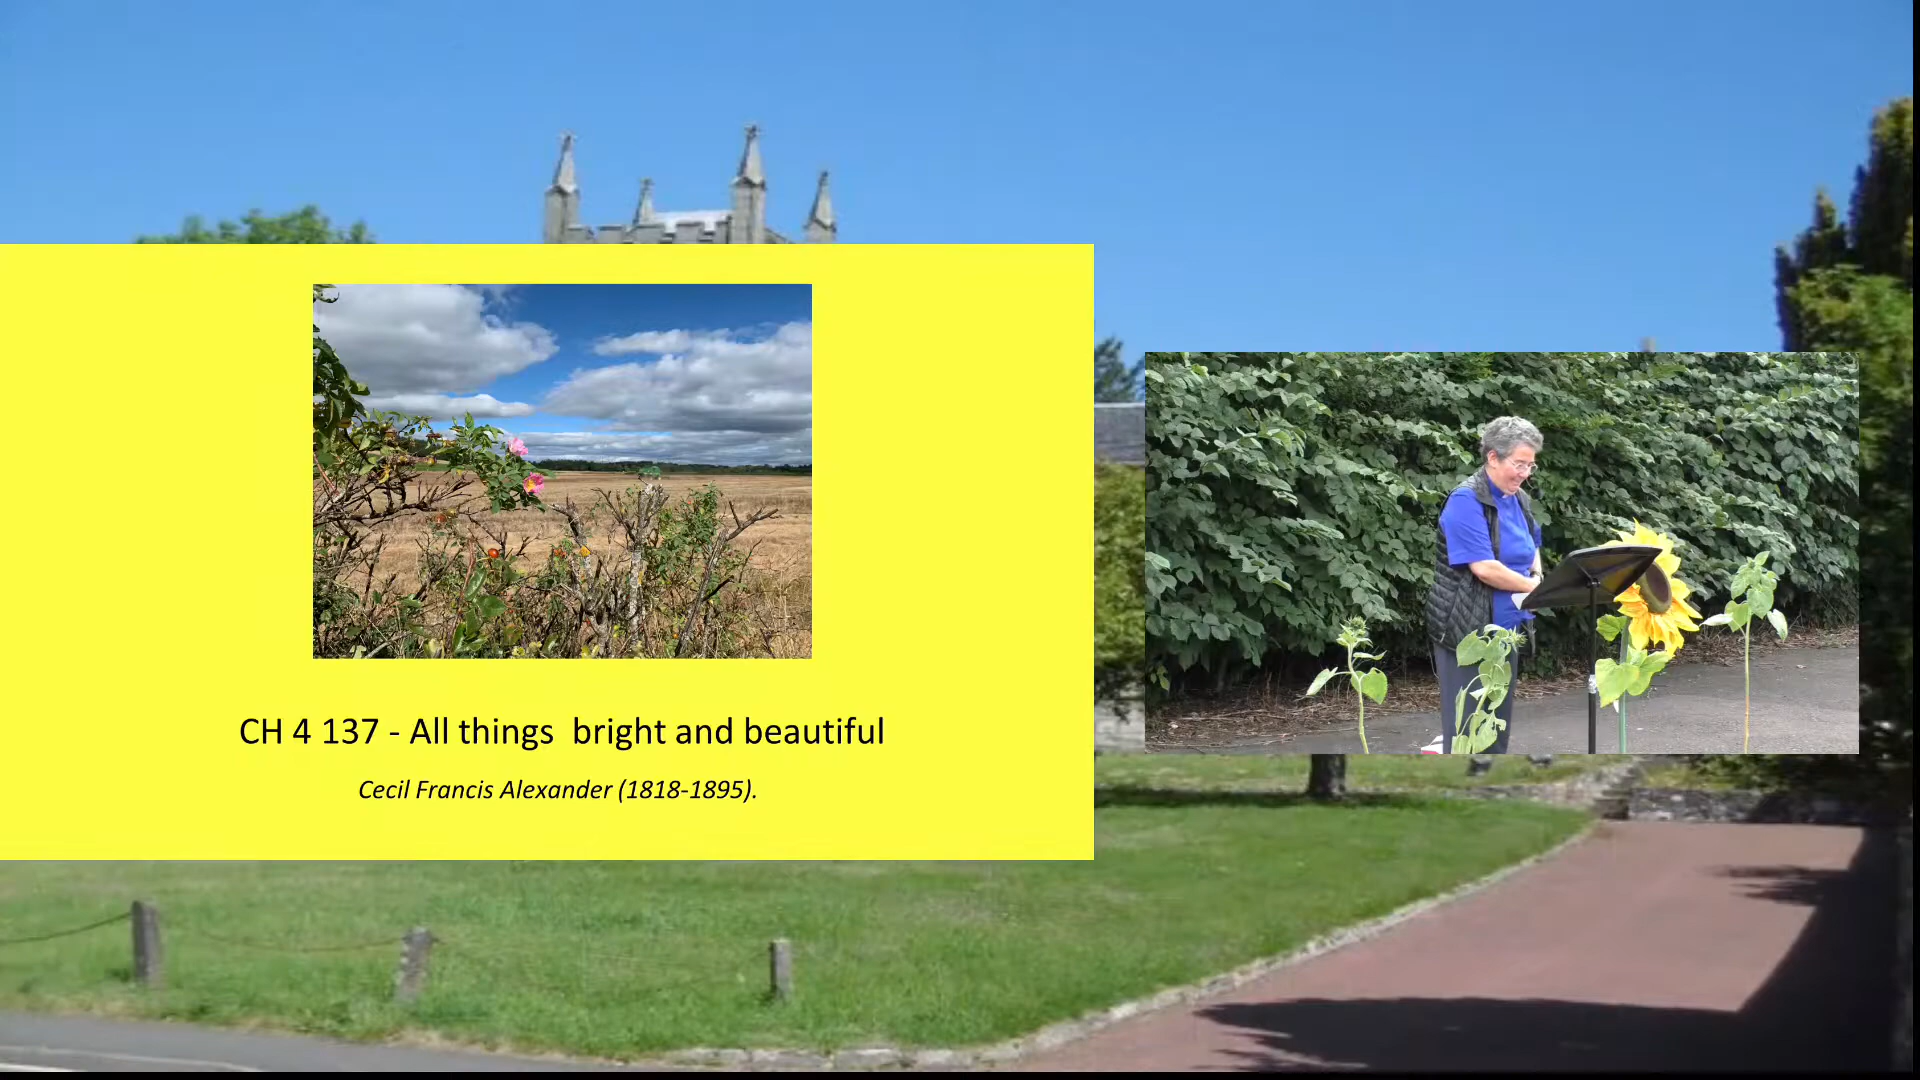 CH 4 137 - All things  bright and beautiful
Cecil Francis Alexander (1818-1895).